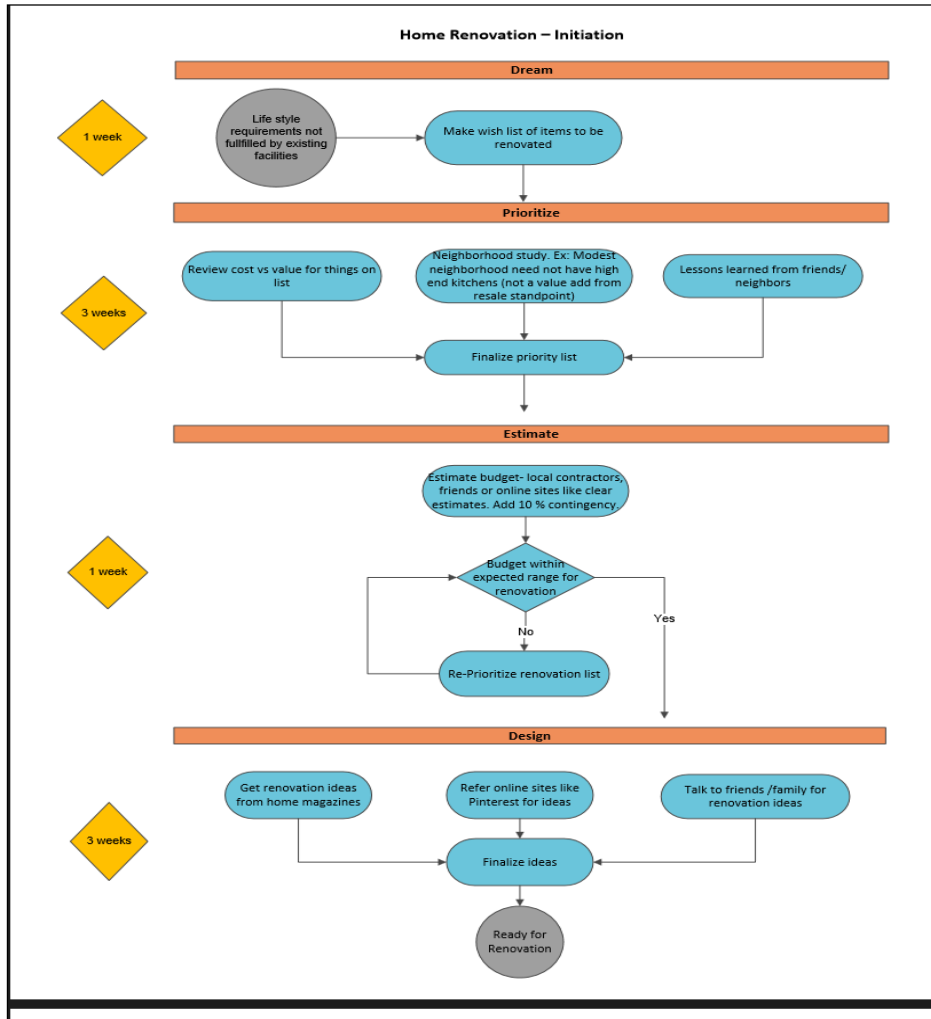 Home Renovation – Initiation
Dream
1 week
Life style
requirements not
fullfilled by existing
facilities
Make wish list of items to be
renovated
Prioritize
3 weeks
Review cost vs value for things on
list
Neighborhood study. Ex: Modest
neighborhood need not have high
end kitchens (not a value add from
resale standpoint)
Lessons learned from friends/
neighbors
Finalize priority list
Estimate
1 week
Estimate budget- local contractors,
friends or online sites like clear
estimates. Add 10 % contingency.
Budget within
expected range for
renovation
No
Yes
Re-Prioritize renovation list
Design
3 weeks
Get renovation ideas
from home magazines
Refer online sites like
Pinterest for ideas
Talk to friends /family for
renovation ideas
Finalize ideas
Ready for
Renovation